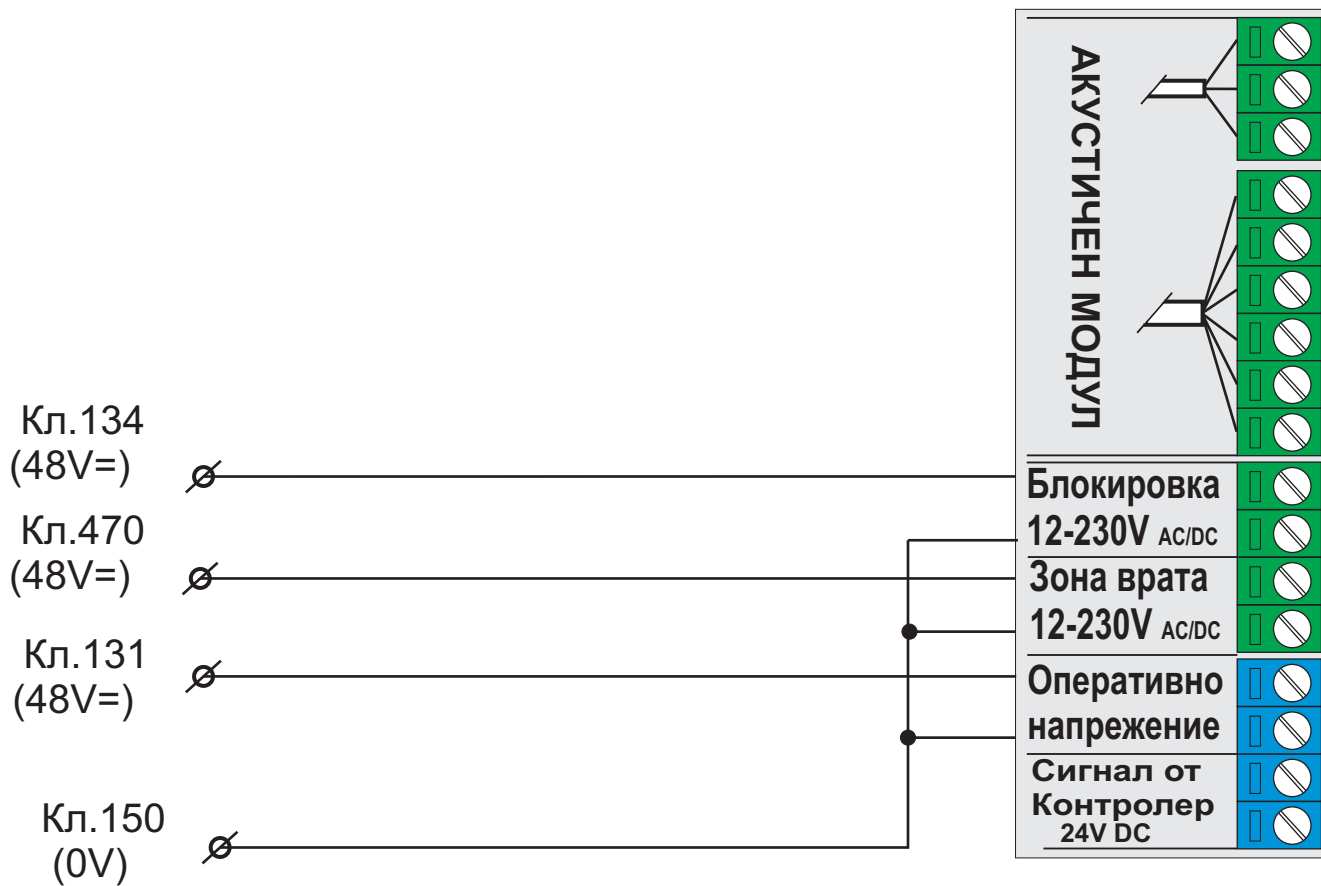 АКУСТИЧЕН МОДУЛ
Кл.134
(48V=)
Кл.470
(48V=)
Кл.131
(48V=)
Кл.150
(0V)
Блокировка
12-230V AC/DC
Зона врата
12-230V AC/DC
Оперативно
напрежение
Сигнал от
Контролер
24V DC